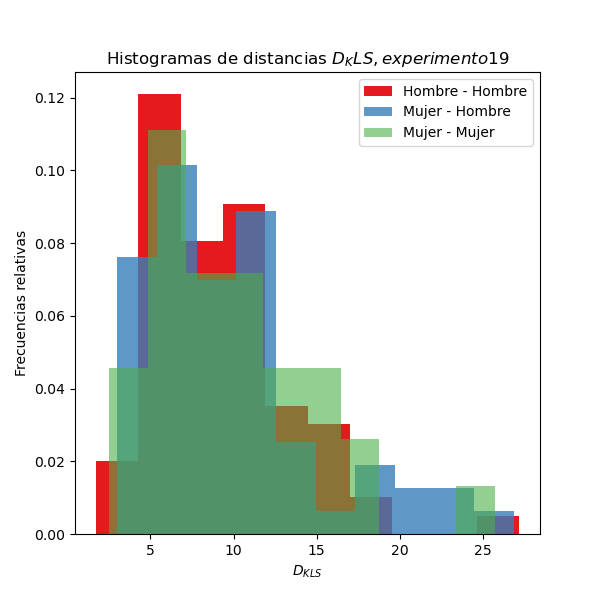 Histogramas de distancias D_KLS, experimento19
Hombre - Hombre
Mujer - Hombre
Mujer - Mujer
Frecuencias relativas
0.12
0.10
0.08
0.06
0.04
0.02
0.00
5 10 15 20 25
D_{KLS}